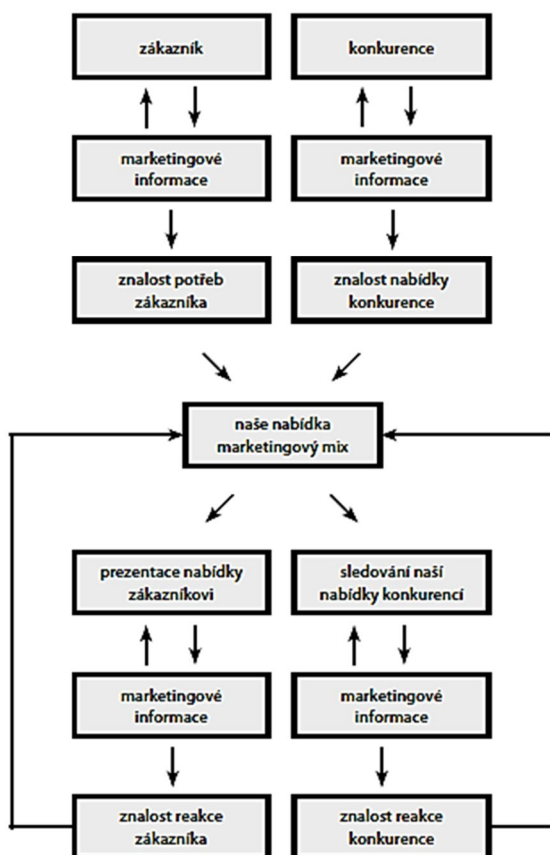 zákazník
konkurence
marketingové
informace
marketingové
informace
znalost potřeb
zákazníka
znalost nabídky
konkurence
naše nabídka
marketingový mix
prezentace nabídky
zákazníkovi
sledování naší
nabídky konkurencí
marketingové
informace
marketingové
informace
znalost reakce
zákazníka
znalost reakce
konkurence